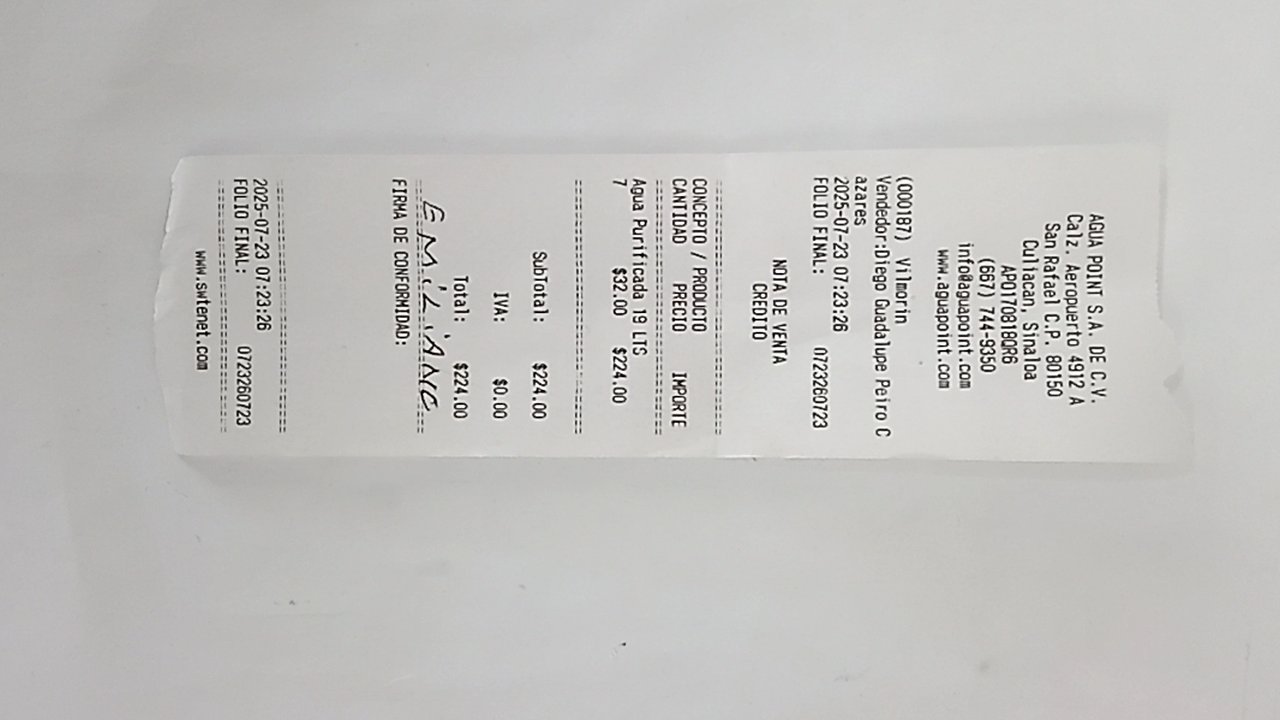 AGUA POINT S.A. DE C.V.
Calz. Aeropuerto 4912 A
San Rafael C.P. 80150
Culiacan, Sinaloa
APO170818QR6
(667) 744-9350
info@aguapoint.com
www.aguapoint.com
(000187) Vilmorin
Vendedor:Diego Guadalupe Peiro C
azares
2025-07-23 07:23:26
FOLIO FINAL: 0723260723
NOTA DE VENTA
CREDITO
CONCEPTO / PRODUCTO
CANTIDAD PRECIO IMPORTE
Agua Purificada 19 LTS
7 $32.00 $224.00
SubTotal: $224.00
IVA: $0.00
Total: $224.00
EMiLiANO
FIRMA DE CONFORMIDAD:
2025-07-23 07:23:26
FOLIO FINAL: 0723260723
www.swtenet.com